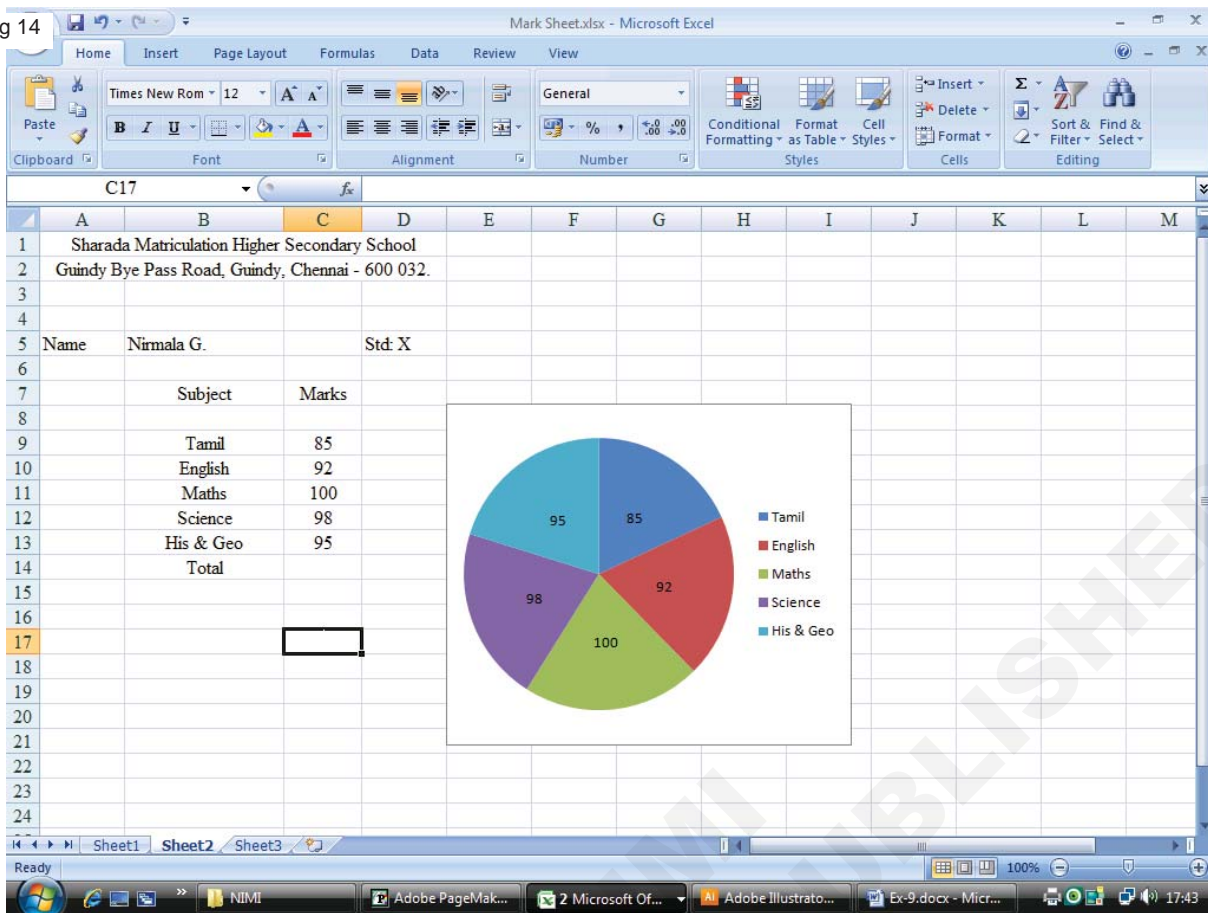 g 14
Mark Sheet.xlsx - Microsoft Excel
Home Insert Page Layout Formulas Data Review View
Paste
Times New Rom 12
General
Conditional Formatting
Format as Table
Cell Styles
Insert
Delete
Format
Sort & Filter
Find & Select
Clipboard Font Alignment Number Styles Cells Editing
C17 fx
A B C D E F G H I J K L M
1 Sharada Matriculation Higher Secondary School
2 Guindy Bye Pass Road, Guindy, Chennai - 600 032.
3
4
5 Name Nirmala G. Std: X
6
7 Subject Marks
8
9 Tamil 85
10 English 92
11 Maths 100
12 Science 98
13 His & Geo 95
14 Total
15
16
17
18
19
20
21
22
23
24
95 85
92
98
100
Tamil
English
Maths
Science
His & Geo
Sheet1 Sheet2 Sheet3
Ready 100%
NIMI Adobe PageMak... 2 Microsoft Of... Adobe Illustrato... Ex-9.docx - Micr... 17:43